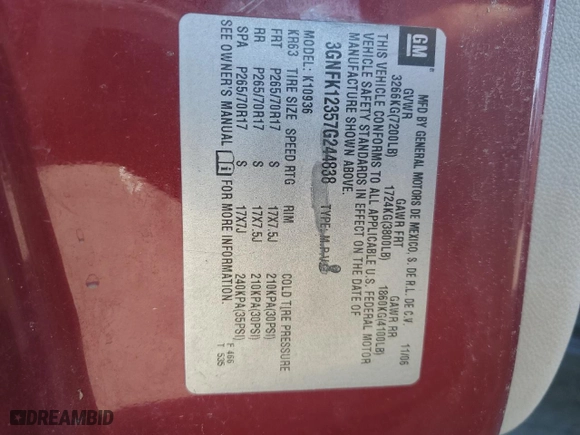 GM
MFD BY GENERAL MOTORS DE MEXICO, S. DE R.L. DE C.V.
11/06
GVWR GAWR FRT GAWR RR
3266KG(7200LB) 1724KG(3800LB) 1860KG(4100LB)
THIS VEHICLE CONFORMS TO ALL APPLICABLE U.S. FEDERAL MOTOR
VEHICLE SAFETY STANDARDS IN EFFECT ON THE DATE OF
MANUFACTURE SHOWN ABOVE.
3GNFK12357G244838 TYPE: M.P.V.
MODEL: K10936
KR63 TIRE SIZE SPEED RTG RIM COLD TIRE PRESSURE
FRT P265/70R17 S 17X7.5J 210KPA(30PSI)
RR P265/70R17 S 17X7.5J 210KPA(30PSI)
SPA P265/70R17 S 17X7J 240KPA(35PSI)
SEE OWNER'S MANUAL FOR MORE INFORMATION.
F 466
T 535
DREAMBID